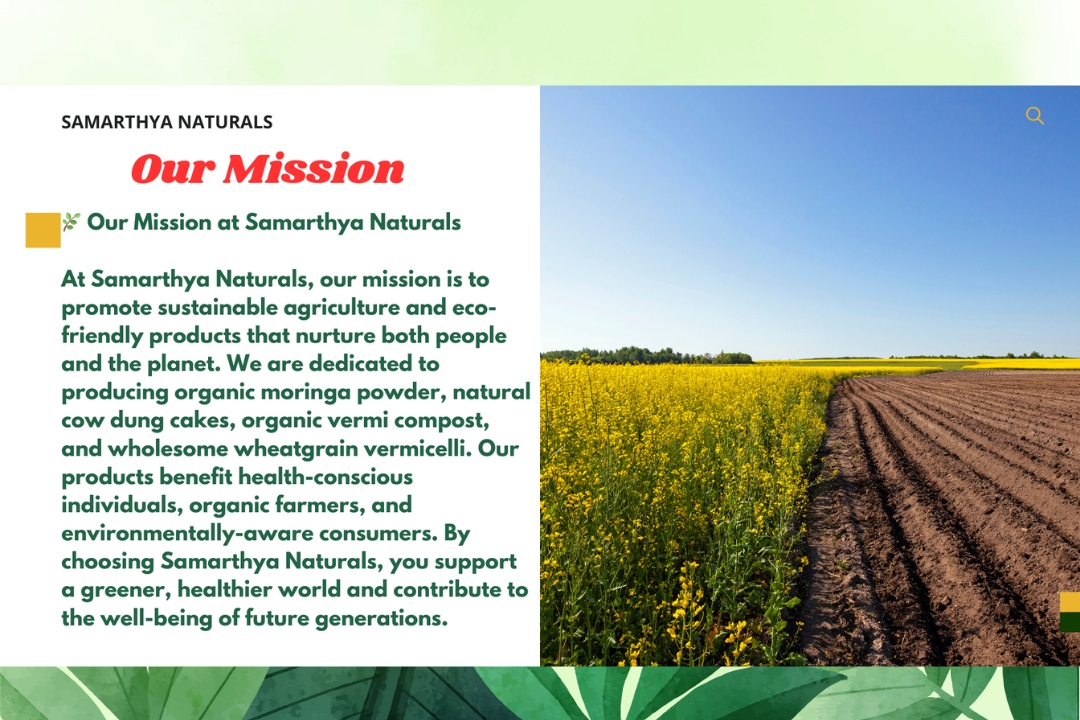 SAMARTHYA NATURALS
Our Mission
🌿 Our Mission at Samarthya Naturals
At Samarthya Naturals, our mission is to
promote sustainable agriculture and eco-
friendly products that nurture both people
and the planet. We are dedicated to
producing organic moringa powder, natural
cow dung cakes, organic vermi compost,
and wholesome wheatgrain vermicelli. Our
products benefit health-conscious
individuals, organic farmers, and
environmentally-aware consumers. By
choosing Samarthya Naturals, you support
a greener, healthier world and contribute to
the well-being of future generations.